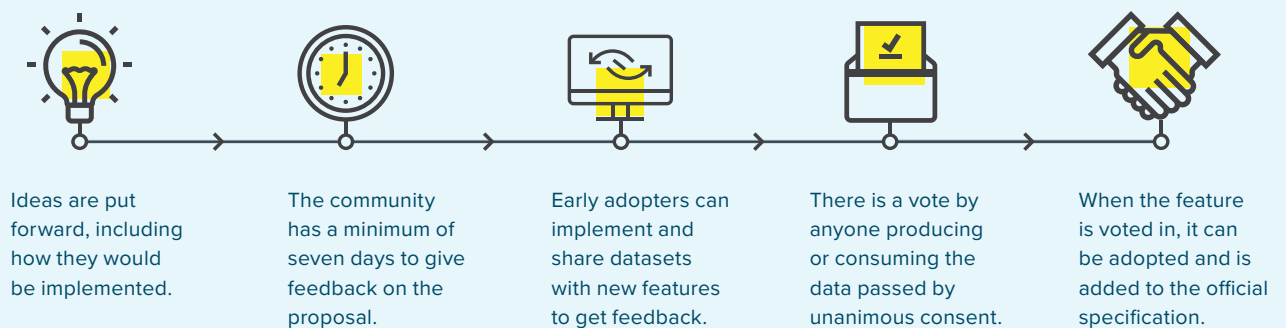 Ideas are put
forward, including
how they would
be implemented.
The community
has a minimum of
seven days to give
feedback on the
proposal.
Early adopters can
implement and
share datasets
with new features
to get feedback.
There is a vote by
anyone producing
or consuming the
data passed by
unanimous consent.
When the feature
is voted in, it can
be adopted and is
added to the official
specification.